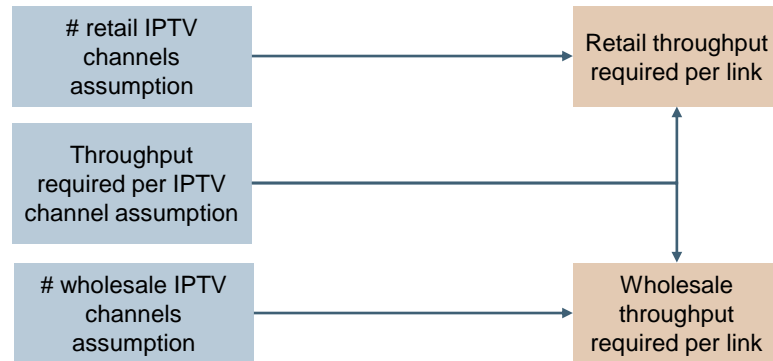 # retail IPTV
channels
assumption
Retail throughput
required per link
Throughput
required per IPTV
channel assumption
# wholesale IPTV
channels
assumption
Wholesale
throughput
required per link